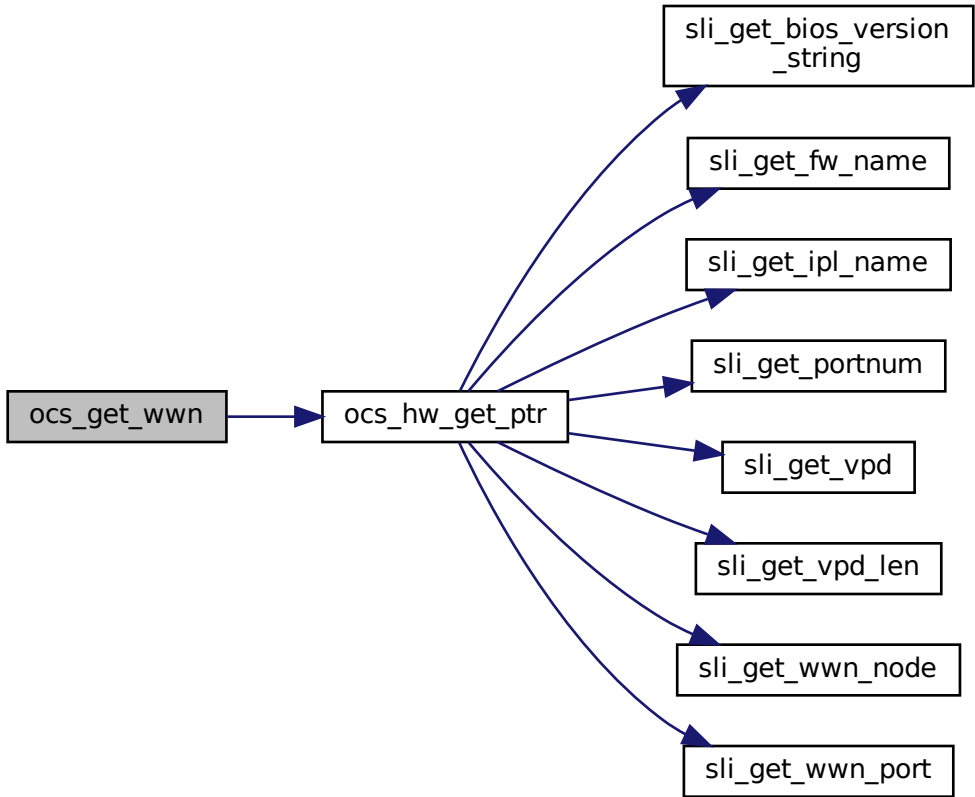 sli_get_bios_version
_string
sli_get_fw_name
sli_get_ipl_name
sli_get_portnum
ocs_get_wwn
ocs_hw_get_ptr
sli_get_vpd
sli_get_vpd_len
sli_get_wwn_node
sli_get_wwn_port